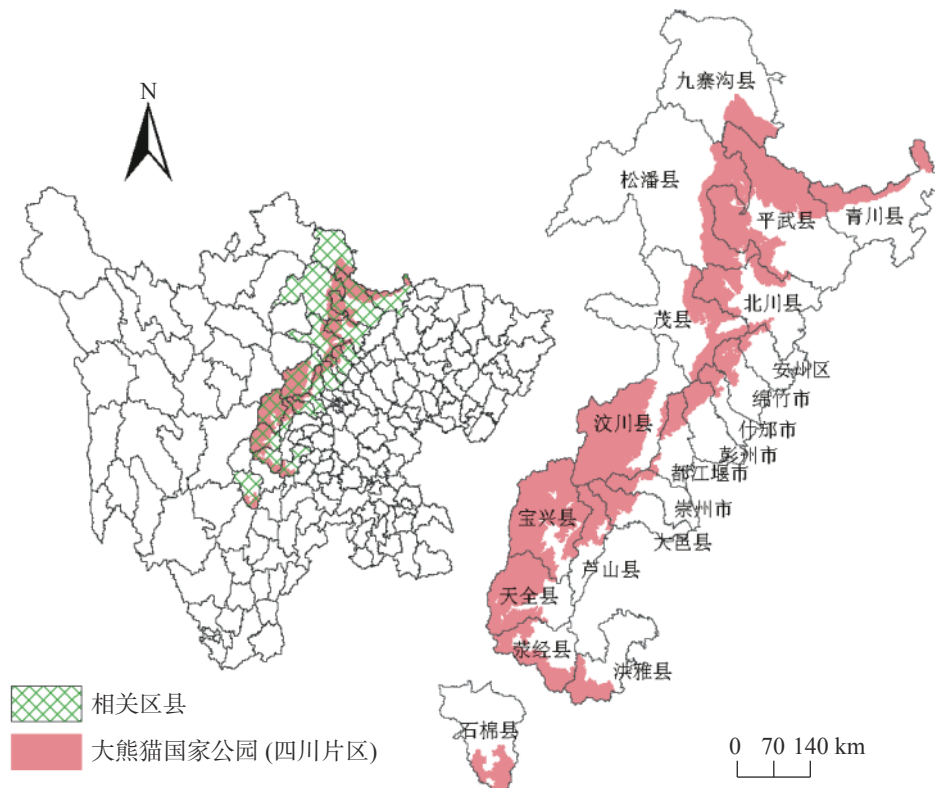 N
九寨沟县
松潘县
平武县
青川县
北川县
茂县
安州区
绵竹市
什邡市
彭州市
都江堰市
汶川县
崇州市
宝兴县
大邑县
芦山县
天全县
荥经县
洪雅县
石棉县
相关区县
大熊猫国家公园 (四川片区)
0 70 140 km